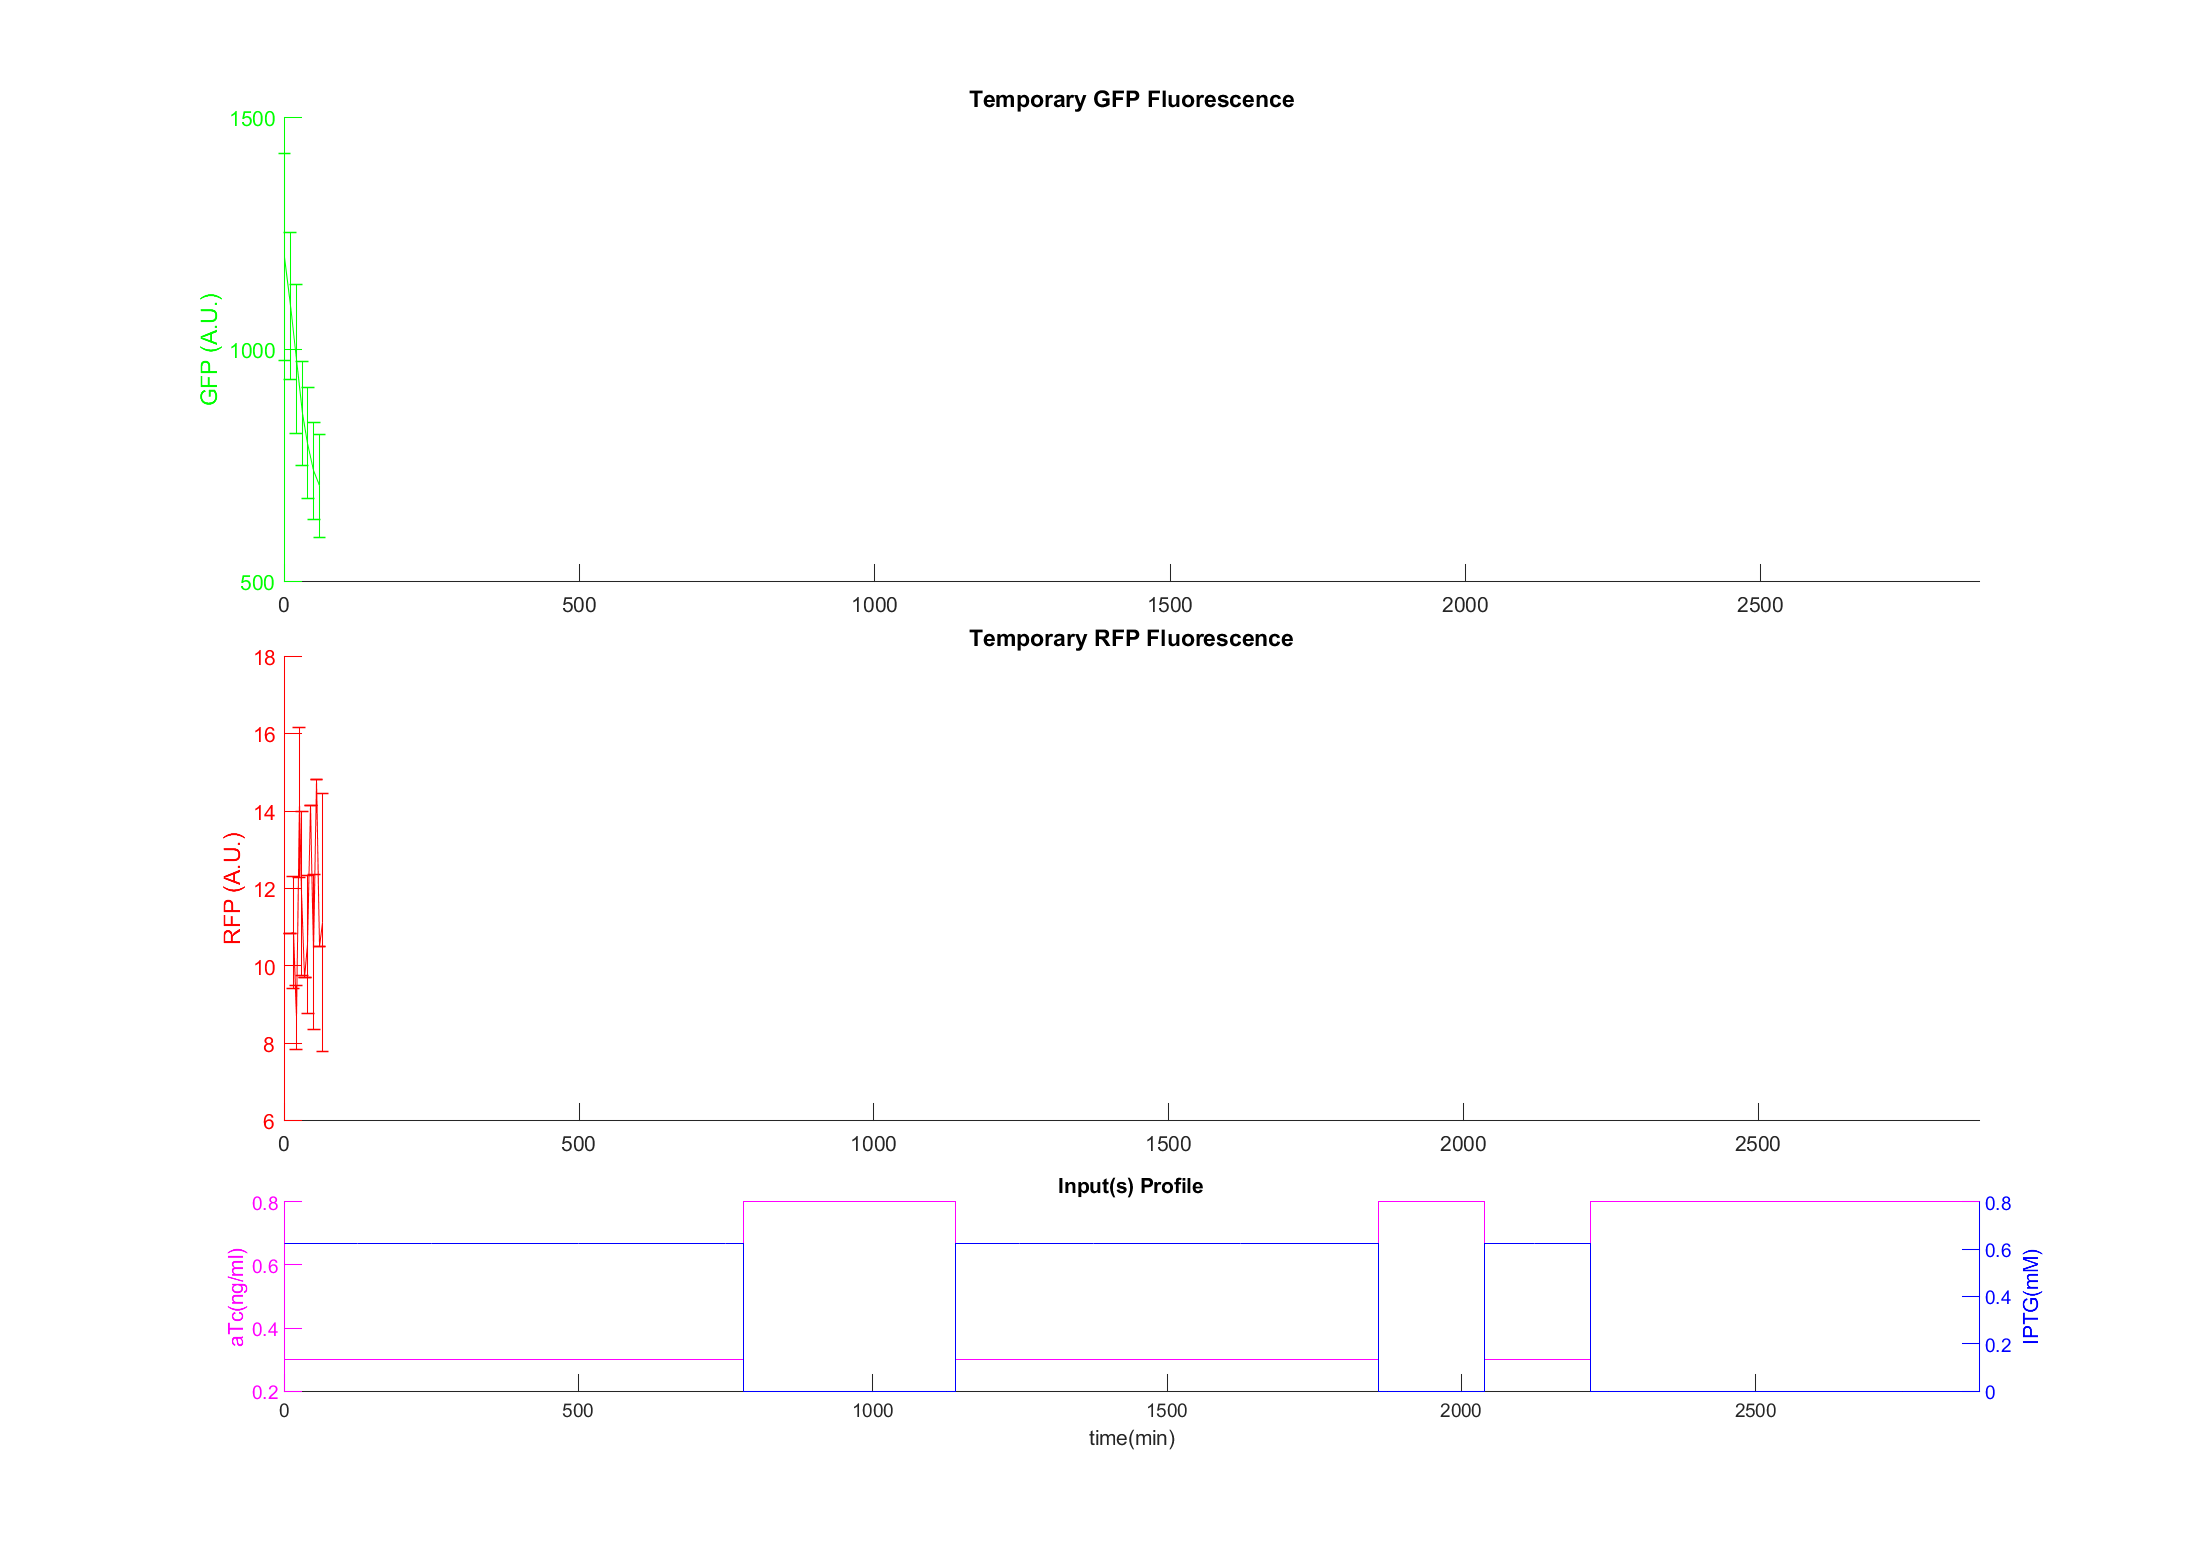 Temporary GFP Fluorescence
GFP (A.U.)
1500
1000
500
0 500 1000 1500 2000 2500
Temporary RFP Fluorescence
RFP (A.U.)
18
16
14
12
10
8
6
0 500 1000 1500 2000 2500
Input(s) Profile
aTc(ng/ml)
0.8
0.6
0.4
0.2
0.8
0.6
0.4
0.2
0
IPTG(mM)
0 500 1000 1500 2000 2500
time(min)